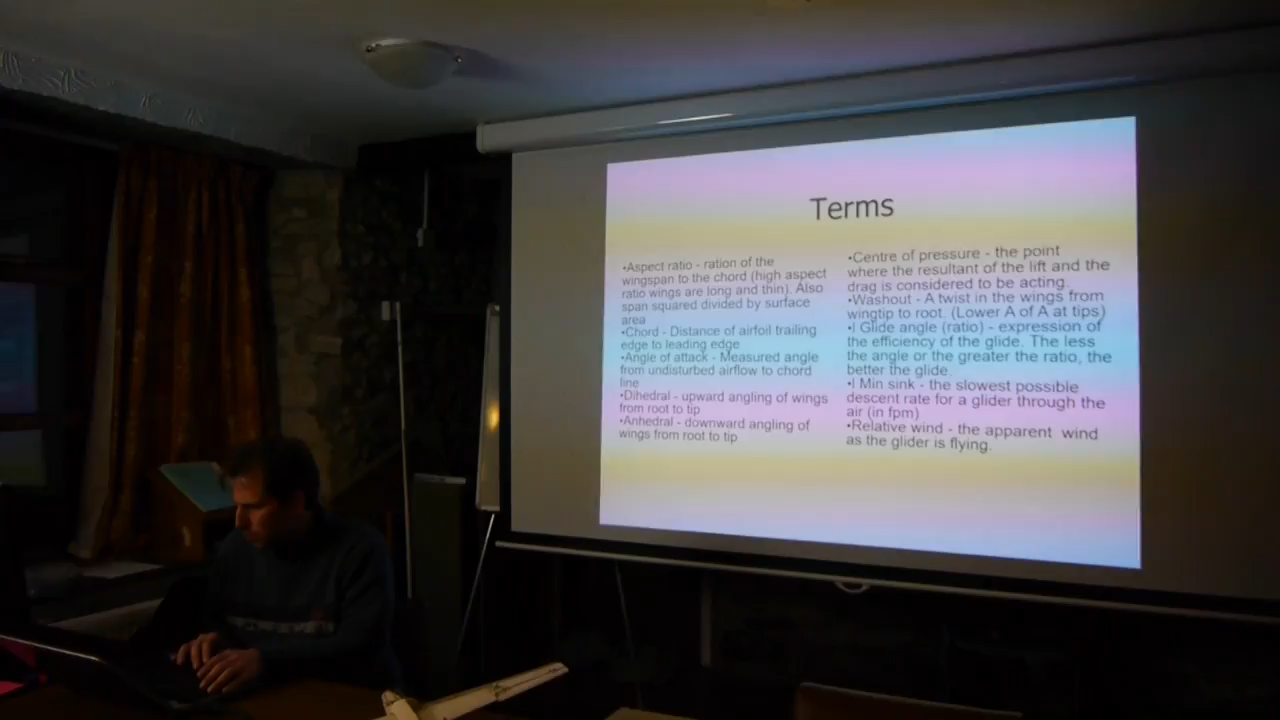 Terms
•Aspect ratio - ration of the
wingspan to the chord (high aspect
ratio wings are long and thin). Also
span squared divided by surface
area
•Chord - Distance of airfoil trailing
edge to leading edge
•Angle of attack - Measured angle
from undisturbed airflow to chord
line
•Dihedral - upward angling of wings
from root to tip
•Anhedral - downward angling of
wings from root to tip
•Centre of pressure - the point
where the resultant of the lift and the
drag is considered to be acting.
•Washout - A twist in the wings from
wingtip to root. (Lower A of A at tips)
•l Glide angle (ratio) - expression of
the efficiency of the glide. The less
the angle or the greater the ratio, the
better the glide.
•l Min sink - the slowest possible
descent rate for a glider through the
air (in fpm)
•Relative wind - the apparent  wind
as the glider is flying.